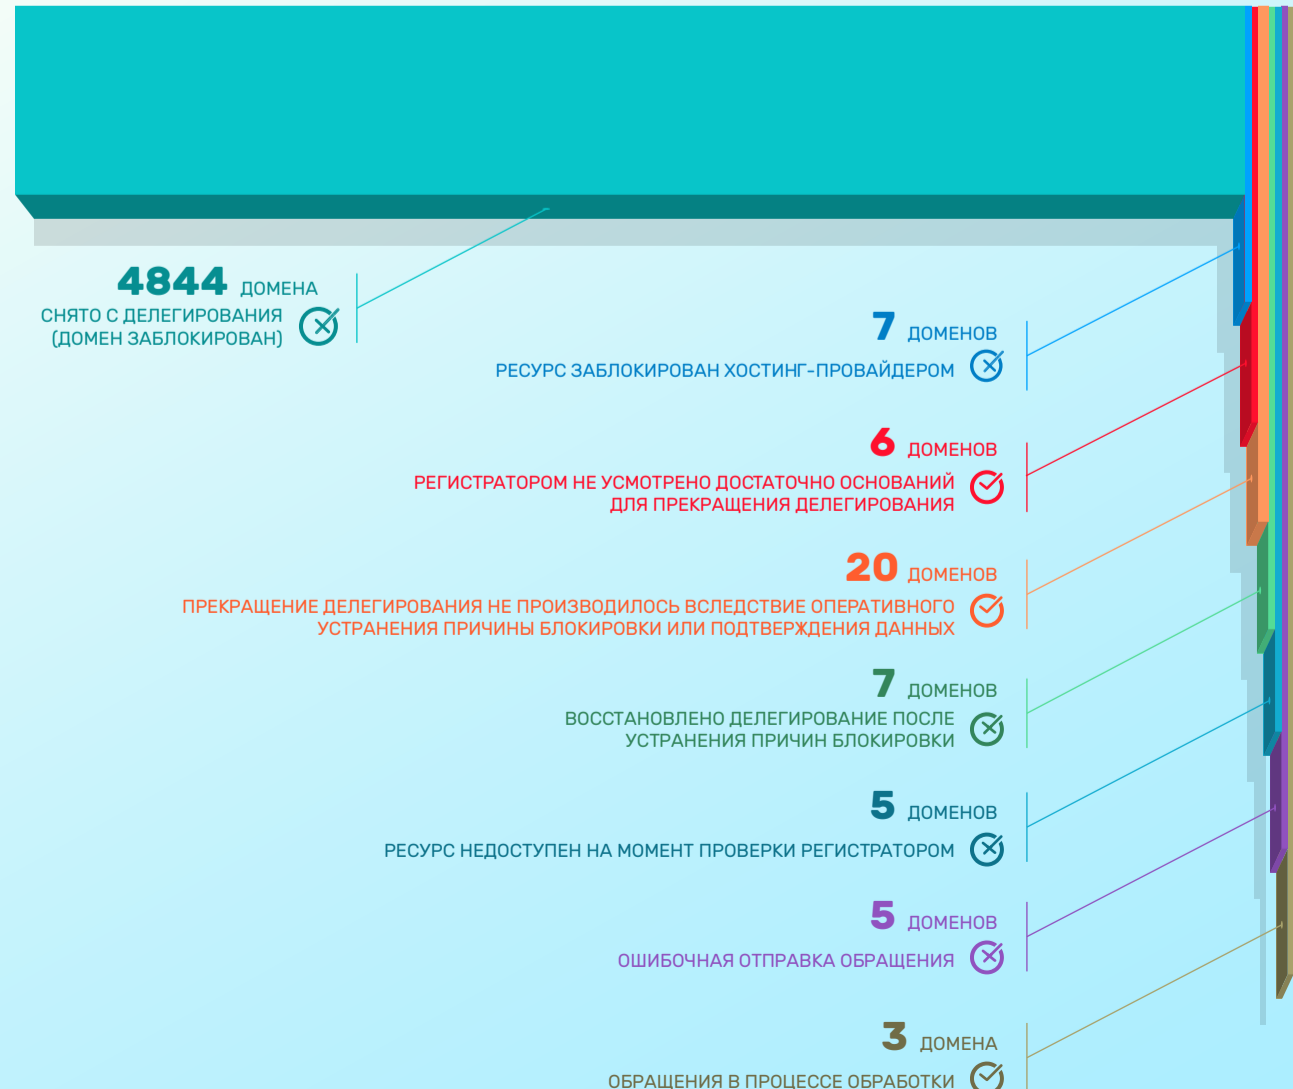 4844 ДОМЕНА
СНЯТО С ДЕЛЕГИРОВАНИЯ
(ДОМЕН ЗАБЛОКИРОВАН)
7 ДОМЕНОВ
РЕСУРС ЗАБЛОКИРОВАН ХОСТИНГ-ПРОВАЙДЕРОМ
6 ДОМЕНОВ
РЕГИСТРАТОРОМ НЕ УСМОТРЕНО ДОСТАТОЧНО ОСНОВАНИЙ
ДЛЯ ПРЕКРАЩЕНИЯ ДЕЛЕГИРОВАНИЯ
20 ДОМЕНОВ
ПРЕКРАЩЕНИЕ ДЕЛЕГИРОВАНИЯ НЕ ПРОИЗВОДИЛОСЬ ВСЛЕДСТВИЕ ОПЕРАТИВНОГО
УСТРАНЕНИЯ ПРИЧИНЫ БЛОКИРОВКИ ИЛИ ПОДТВЕРЖДЕНИЯ ДАННЫХ
7 ДОМЕНОВ
ВОССТАНОВЛЕНО ДЕЛЕГИРОВАНИЕ ПОСЛЕ
УСТРАНЕНИЯ ПРИЧИН БЛОКИРОВКИ
5 ДОМЕНОВ
РЕСУРС НЕДОСТУПЕН НА МОМЕНТ ПРОВЕРКИ РЕГИСТРАТОРОМ
5 ДОМЕНОВ
ОШИБОЧНАЯ ОТПРАВКА ОБРАЩЕНИЯ
3 ДОМЕНА
ОБРАЩЕНИЯ В ПРОЦЕССЕ ОБРАБОТКИ